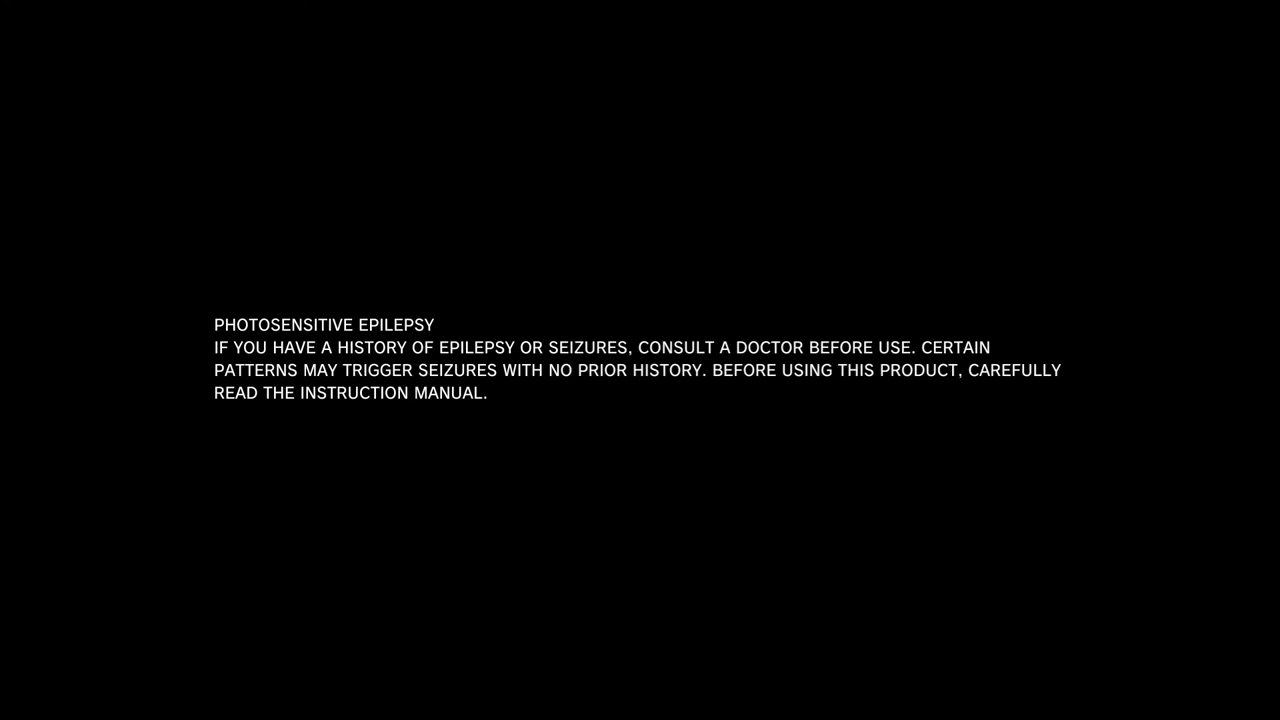 PHOTOSENSITIVE EPILEPSY
IF YOU HAVE A HISTORY OF EPILEPSY OR SEIZURES, CONSULT A DOCTOR BEFORE USE. CERTAIN
PATTERNS MAY TRIGGER SEIZURES WITH NO PRIOR HISTORY. BEFORE USING THIS PRODUCT, CAREFULLY
READ THE INSTRUCTION MANUAL.